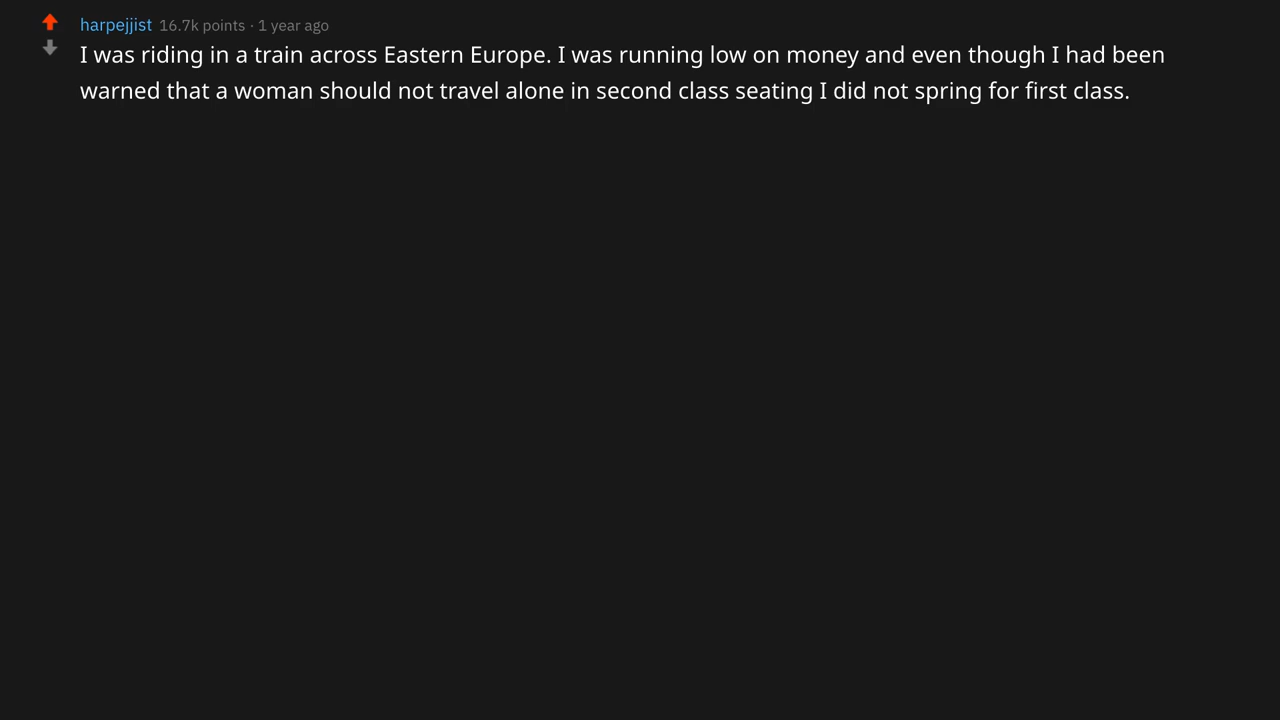 harpejjist 16.7k points · 1 year ago
I was riding in a train across Eastern Europe. I was running low on money and even though I had been
warned that a woman should not travel alone in second class seating I did not spring for first class.